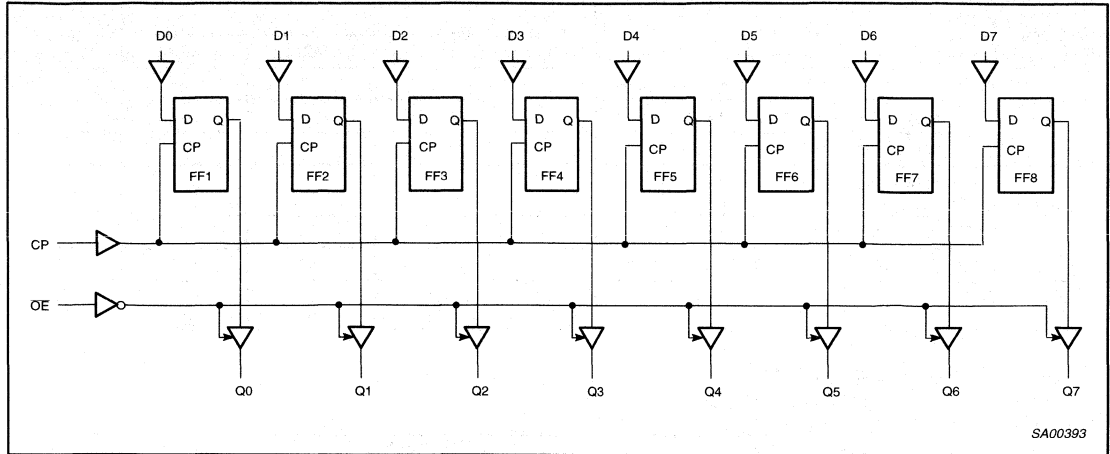 D0 D1 D2 D3 D4 D5 D6 D7
D Q D Q D Q D Q D Q D Q D Q D Q
CP CP CP CP CP CP CP CP
FF1 FF2 FF3 FF4 FF5 FF6 FF7 FF8
CP
OE
Q0 Q1 Q2 Q3 Q4 Q5 Q6 Q7
SA00393